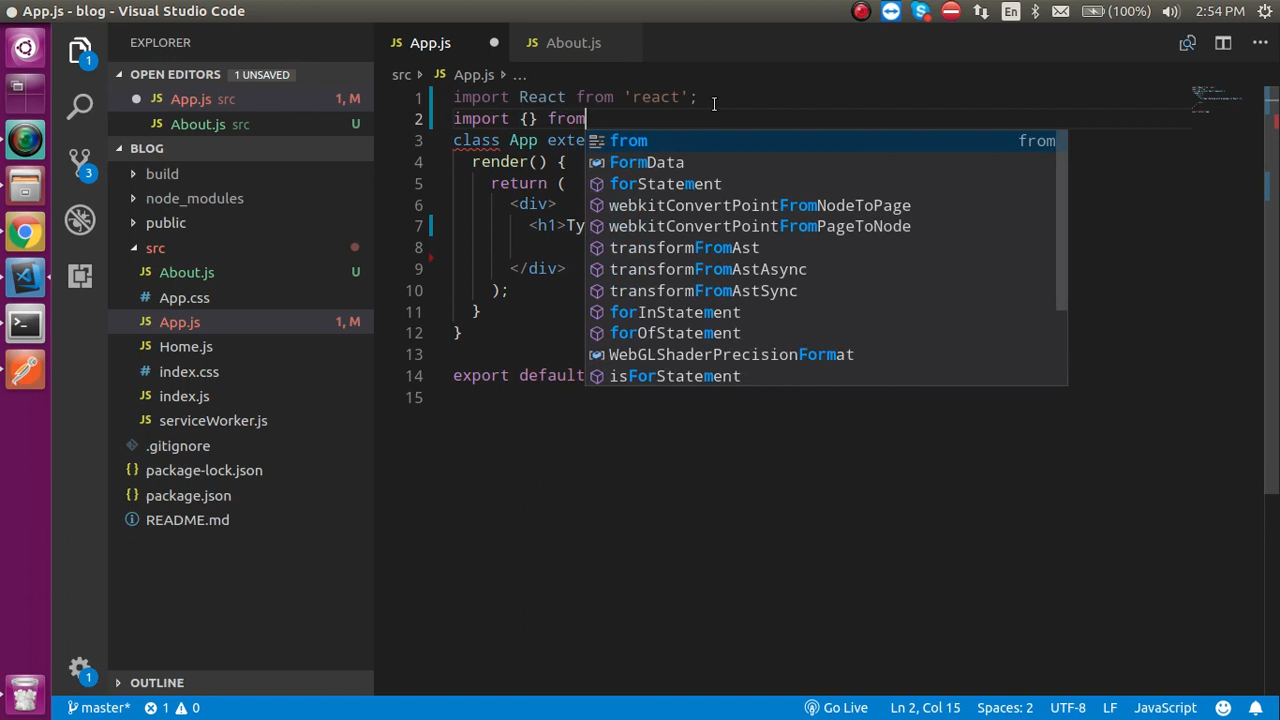 App.js - blog - Visual Studio Code
En
(100%)
2:54 PM
1
3
1
EXPLORER
OPEN EDITORS 1 UNSAVED
App.js src 1, M
About.js src U
BLOG
build
node_modules
public
src
About.js U
App.css
App.js 1, M
Home.js
index.css
index.js
serviceWorker.js
.gitignore
package-lock.json
package.json
README.md
OUTLINE
JS App.js
JS About.js
src JS App.js ...
1 import React from 'react';
2 import {} from
3 class App exte
4 render() {
5 return (
6 <div>
7 <h1>Ty
8
9 </div>
10 );
11 }
12 }
13
14 export default
15
from from
FormData
forStatement
webkitConvertPointFromNodeToPage
webkitConvertPointFromPageToNode
transformFromAst
transformFromAstAsync
transformFromAstSync
forInStatement
forOfStatement
WebGLShaderPrecisionFormat
isForStatement
master* 1 0 Go Live Ln 2, Col 15 Spaces: 2 UTF-8 LF JavaScript